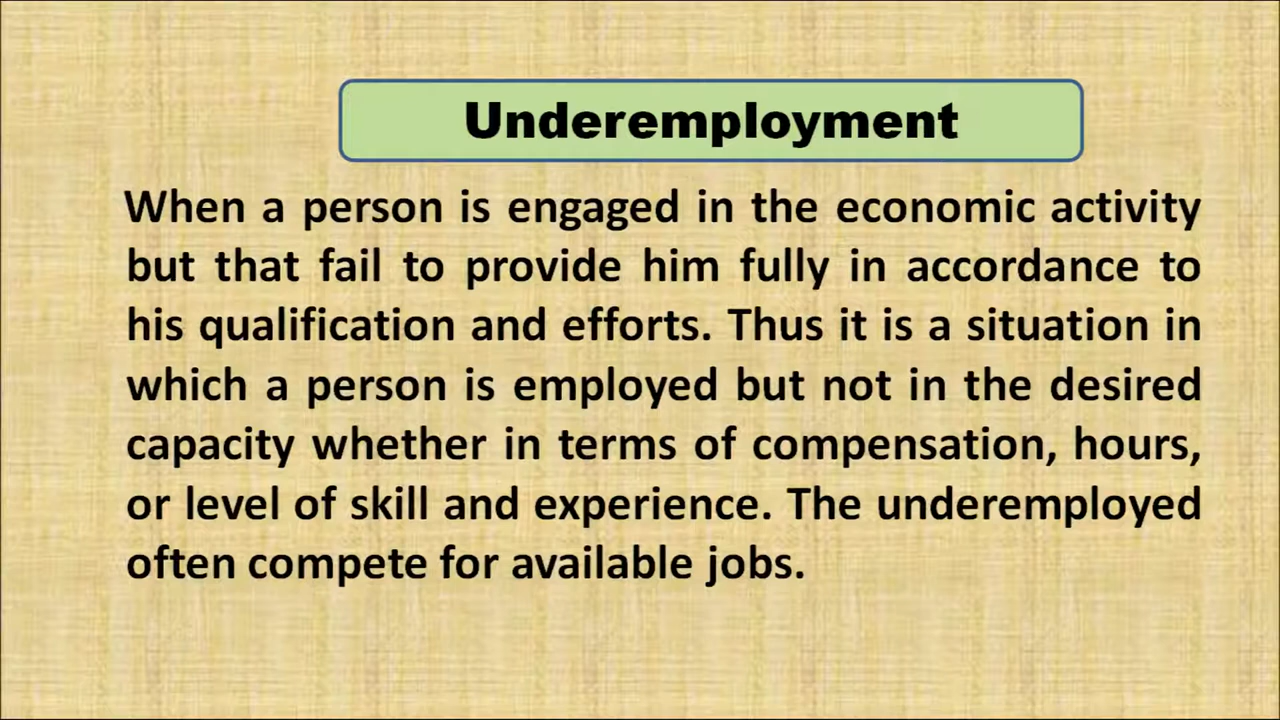 Underemployment
When a person is engaged in the economic activity
but that fail to provide him fully in accordance to
his qualification and efforts. Thus it is a situation in
which a person is employed but not in the desired
capacity whether in terms of compensation, hours,
or level of skill and experience. The underemployed
often compete for available jobs.